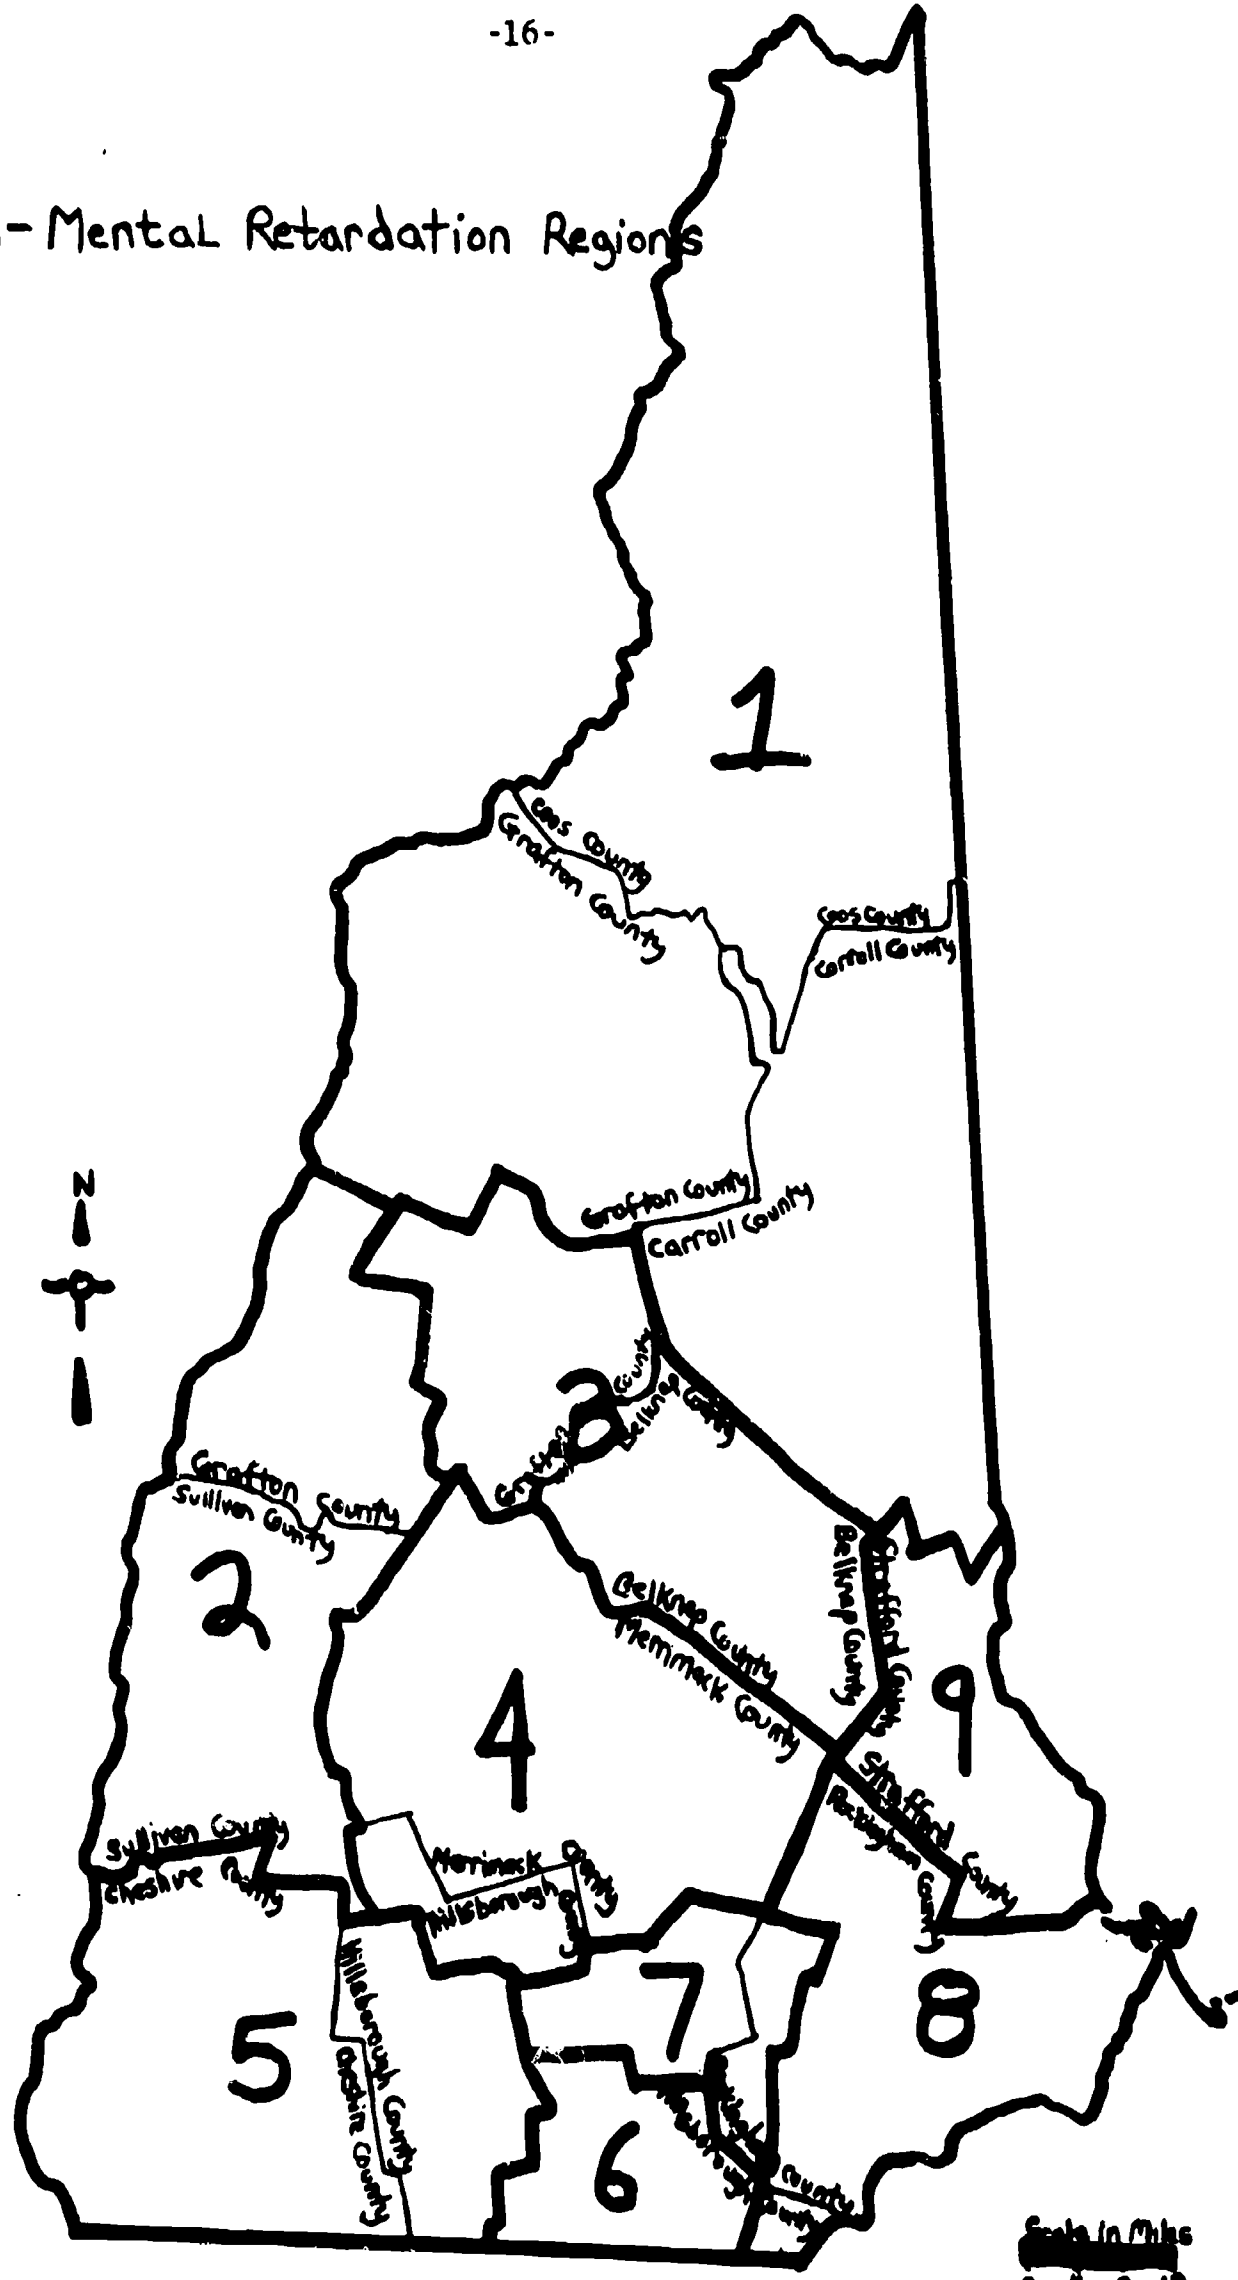 -16-
- Mental Retardation Regions
1
Coos County
Grafton County
Coos County
Carroll County
N
Grafton County
Carroll County
3
County
Belknap County
Grafton
Grafton County
Sullivan County
2
Belknap County
Merrimack County
Belknap County
Strafford County
9
4
Strafford County
Rockingham County
Sullivan County
Cheshire County
Merrimack County
Hillsborough County
7
8
5
Hillsborough County
Cheshire County
6
County
Hillsborough County
Scale in Miles